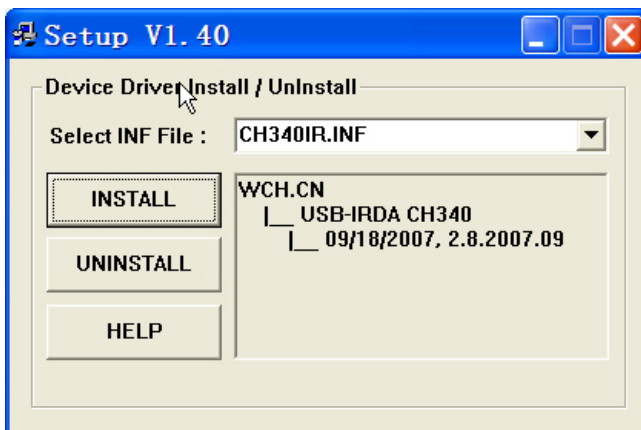 Setup V1.40
Device Driver Install / UnInstall
Select INF File :
CH340IR.INF
INSTALL
UNINSTALL
HELP
WCH.CN
|__ USB-IRDA CH340
|__ 09/18/2007, 2.8.2007.09